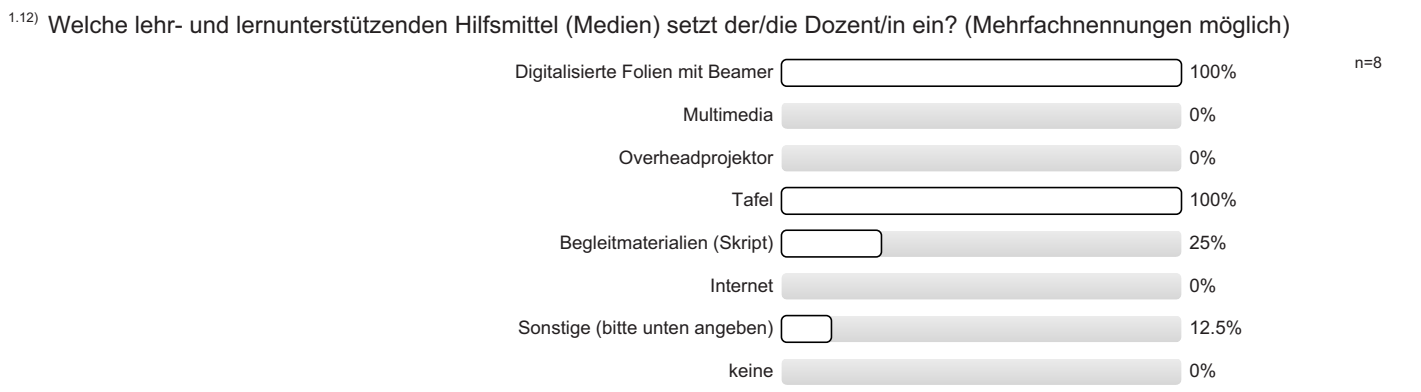 1.12) Welche lehr- und lernunterstützenden Hilfsmittel (Medien) setzt der/die Dozent/in ein? (Mehrfachnennungen möglich)
Digitalisierte Folien mit Beamer 100% n=8
Multimedia 0%
Overheadprojektor 0%
Tafel 100%
Begleitmaterialien (Skript) 25%
Internet 0%
Sonstige (bitte unten angeben) 12.5%
keine 0%